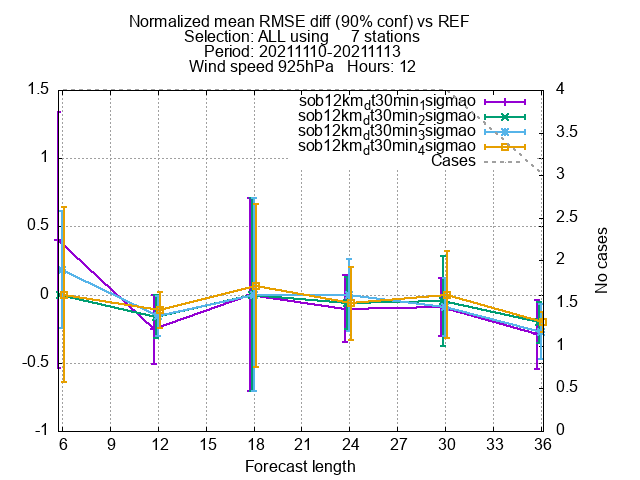 Normalized mean RMSE diff (90% conf) vs REF
Selection: ALL using 7 stations
Period: 20211110-20211113
Wind speed 925hPa Hours: 12
sob12km_dt30min_1sigmao
sob12km_dt30min_2sigmao
sob12km_dt30min_3sigmao
sob12km_dt30min_4sigmao
Cases
1.5
1
0.5
0
-0.5
-1
4
3.5
3
2.5
2
1.5
1
0.5
0
No cases
6 9 12 15 18 21 24 27 30 33 36
Forecast length